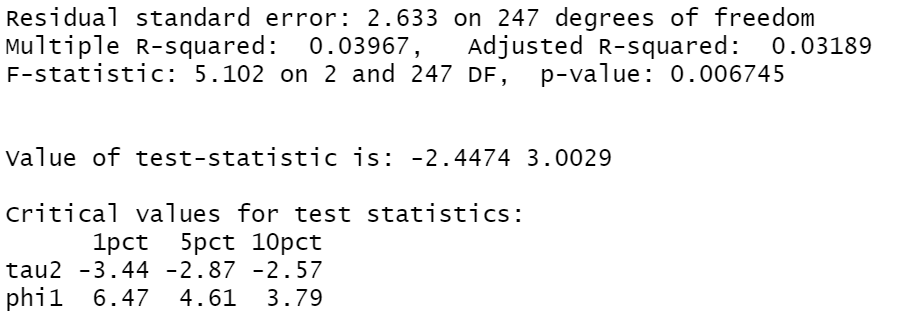 Residual standard error: 2.633 on 247 degrees of freedom
Multiple R-squared:  0.03967,   Adjusted R-squared:  0.03189
F-statistic: 5.102 on 2 and 247 DF,  p-value: 0.006745
Value of test-statistic is: -2.4474 3.0029
Critical values for test statistics:
      1pct  5pct 10pct
tau2 -3.44 -2.87 -2.57
phi1  6.47  4.61  3.79